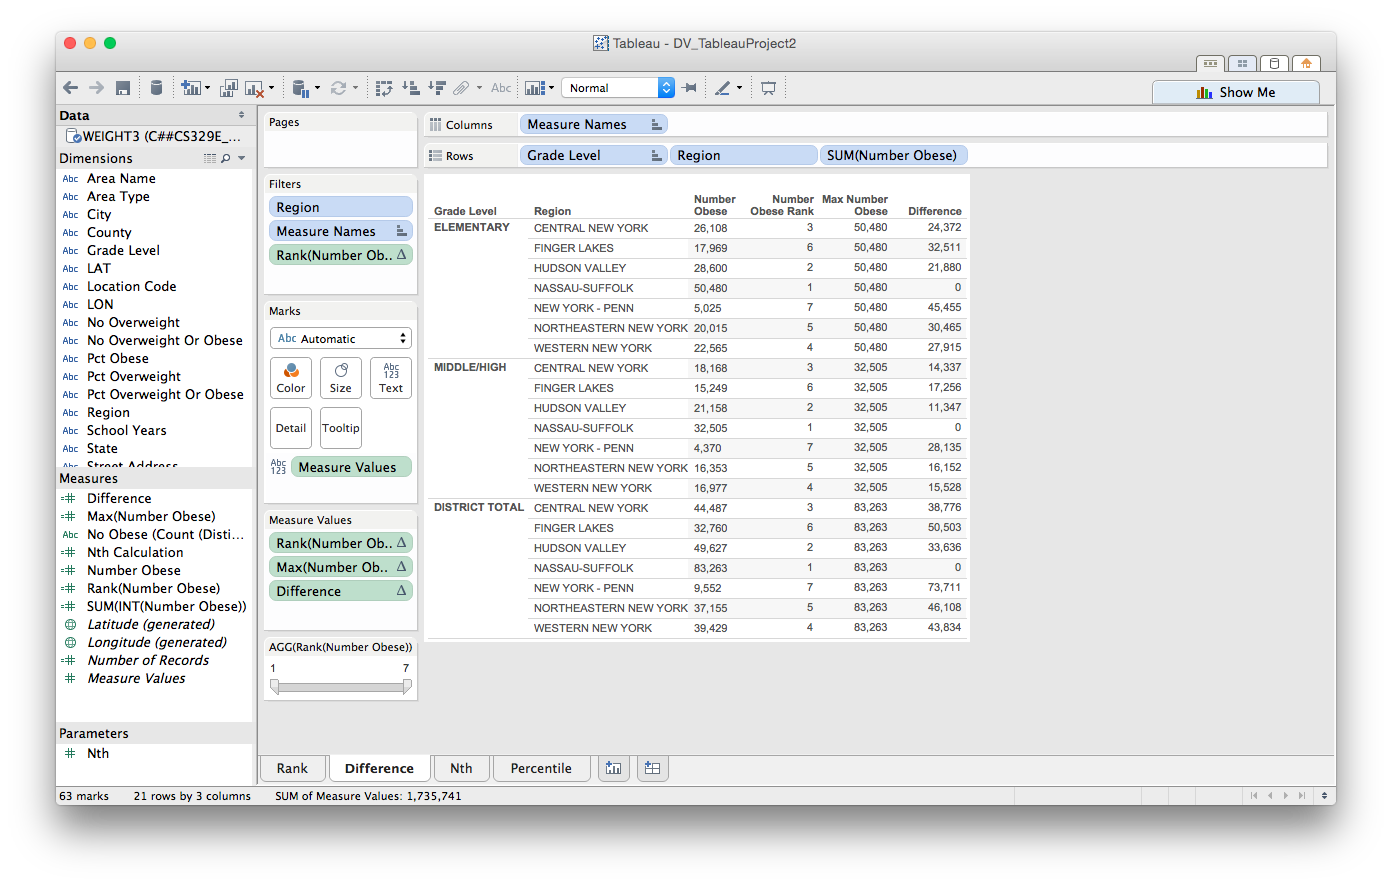 Tableau - DV_TableauProject2
Abc
Normal
Show Me
Data
WEIGHT3 (C##CS329E_...
Dimensions
Abc Area Name
Abc Area Type
Abc City
Abc County
Abc Grade Level
Abc LAT
Abc Location Code
Abc LON
Abc No Overweight
Abc No Overweight Or Obese
Abc Pct Obese
Abc Pct Overweight
Abc Pct Overweight Or Obese
Abc Region
Abc School Years
Abc State
Abc Street Address
Measures
Difference
Max(Number Obese)
Abc No Obese (Count (Disti...
Nth Calculation
Number Obese
Rank(Number Obese)
SUM(INT(Number Obese))
Latitude (generated)
Longitude (generated)
Number of Records
Measure Values
Parameters
Nth
Pages
Filters
Region
Measure Names
Rank(Number Ob..
Marks
Abc Automatic
Color
Size
Abc
123
Text
Detail
Tooltip
Abc
123
Measure Values
Measure Values
Rank(Number Ob..
Max(Number Ob..
Difference
AGG(Rank(Number Obese))
1 7
Columns Measure Names
Rows Grade Level Region SUM(Number Obese)
Number Number Max Number
Grade Level Region Obese Obese Rank Obese Difference
ELEMENTARY CENTRAL NEW YORK 26,108 3 50,480 24,372
FINGER LAKES 17,969 6 50,480 32,511
HUDSON VALLEY 28,600 2 50,480 21,880
NASSAU-SUFFOLK 50,480 1 50,480 0
NEW YORK - PENN 5,025 7 50,480 45,455
NORTHEASTERN NEW YORK 20,015 5 50,480 30,465
WESTERN NEW YORK 22,565 4 50,480 27,915
MIDDLE/HIGH CENTRAL NEW YORK 18,168 3 32,505 14,337
FINGER LAKES 15,249 6 32,505 17,256
HUDSON VALLEY 21,158 2 32,505 11,347
NASSAU-SUFFOLK 32,505 1 32,505 0
NEW YORK - PENN 4,370 7 32,505 28,135
NORTHEASTERN NEW YORK 16,353 5 32,505 16,152
WESTERN NEW YORK 16,977 4 32,505 15,528
DISTRICT TOTAL CENTRAL NEW YORK 44,487 3 83,263 38,776
FINGER LAKES 32,760 6 83,263 50,503
HUDSON VALLEY 49,627 2 83,263 33,636
NASSAU-SUFFOLK 83,263 1 83,263 0
NEW YORK - PENN 9,552 7 83,263 73,711
NORTHEASTERN NEW YORK 37,155 5 83,263 46,108
WESTERN NEW YORK 39,429 4 83,263 43,834
Rank Difference Nth Percentile
63 marks 21 rows by 3 columns SUM of Measure Values: 1,735,741